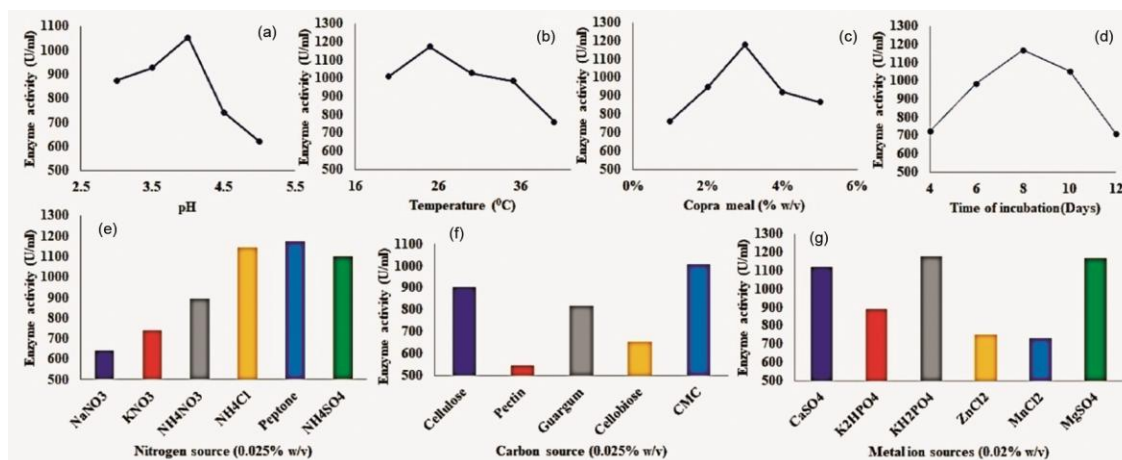 Enzyme activity (U/ml)
1100
1000
900
800
700
600
500
2.5
3.5
4.5
5.5
pH
(a)
Enzyme activity (U/ml)
1300
1200
1100
1000
900
800
700
600
500
16
26
36
Temperature (⁰C)
(b)
Enzyme activity (U/ml)
1300
1200
1100
1000
900
800
700
600
500
0%
2%
4%
6%
Copra meal (% w/v)
(c)
Enzyme activity (U/ml)
1300
1200
1100
1000
900
800
700
600
500
4
6
8
10
12
Time of incubation(Days)
(d)
Enzyme activity (U/ml)
1200
1100
1000
900
800
700
600
500
NaNO3
KNO3
NH4NO3
NH4Cl
Peptone
NH4SO4
Nitrogen source (0.025% w/v)
(e)
Enzyme activity (U/ml)
1100
1000
900
800
700
600
500
Cellulose
Pectin
Guargum
Cellobiose
CMC
Carbon source (0.025% w/v)
(f)
Enzyme activity (U/ml)
1300
1200
1100
1000
900
800
700
600
500
CaSO4
K2HPO4
KH2PO4
ZnCl2
MnCl2
MgSO4
Metal ion sources (0.02% w/v)
(g)